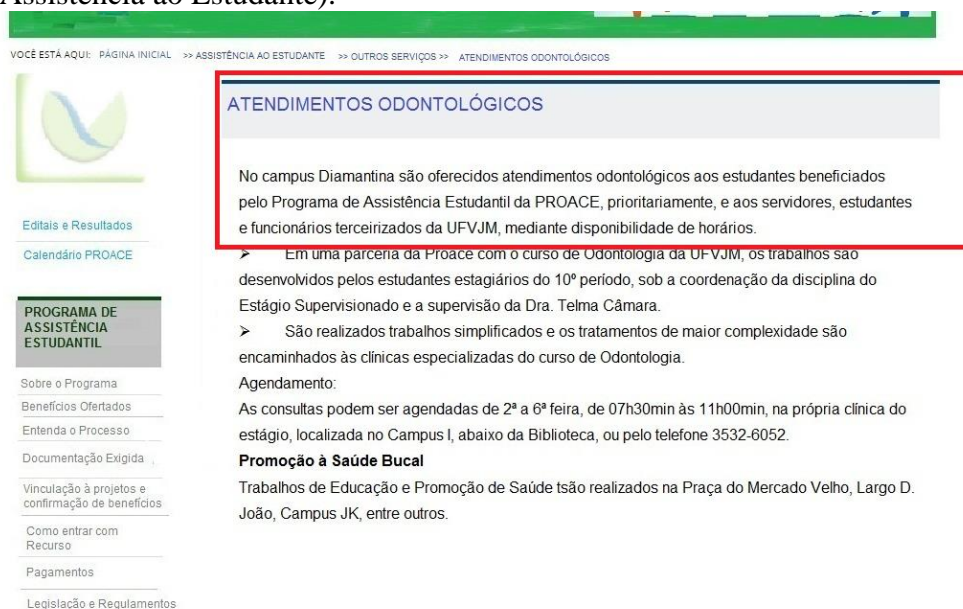 Assistência ao Estudante).
VOCÊ ESTÁ AQUI: PÁGINA INICIAL >> ASSISTÊNCIA AO ESTUDANTE >> OUTROS SERVIÇOS >> ATENDIMENTOS ODONTOLÓGICOS
ATENDIMENTOS ODONTOLÓGICOS
No campus Diamantina são oferecidos atendimentos odontológicos aos estudantes beneficiados
pelo Programa de Assistência Estudantil da PROACE, prioritariamente, e aos servidores, estudantes
e funcionários terceirizados da UFVJM, mediante disponibilidade de horários.
➢ Em uma parceria da Proace com o curso de Odontologia da UFVJM, os trabalhos são
desenvolvidos pelos estudantes estagiários do 10º período, sob a coordenação da disciplina do
Estágio Supervisionado e a supervisão da Dra. Telma Câmara.
➢ São realizados trabalhos simplificados e os tratamentos de maior complexidade são
encaminhados às clínicas especializadas do curso de Odontologia.
Agendamento:
As consultas podem ser agendadas de 2ª a 6ª feira, de 07h30min às 11h00min, na própria clínica do
estágio, localizada no Campus I, abaixo da Biblioteca, ou pelo telefone 3532-6052.
Promoção à Saúde Bucal
Trabalhos de Educação e Promoção de Saúde tsão realizados na Praça do Mercado Velho, Largo D.
João, Campus JK, entre outros.
Editais e Resultados
Calendário PROACE
PROGRAMA DE
ASSISTÊNCIA
ESTUDANTIL
Sobre o Programa
Benefícios Ofertados
Entenda o Processo
Documentação Exigida
Vinculação à projetos e
confirmação de benefícios
Como entrar com
Recurso
Pagamentos
Legislação e Regulamentos